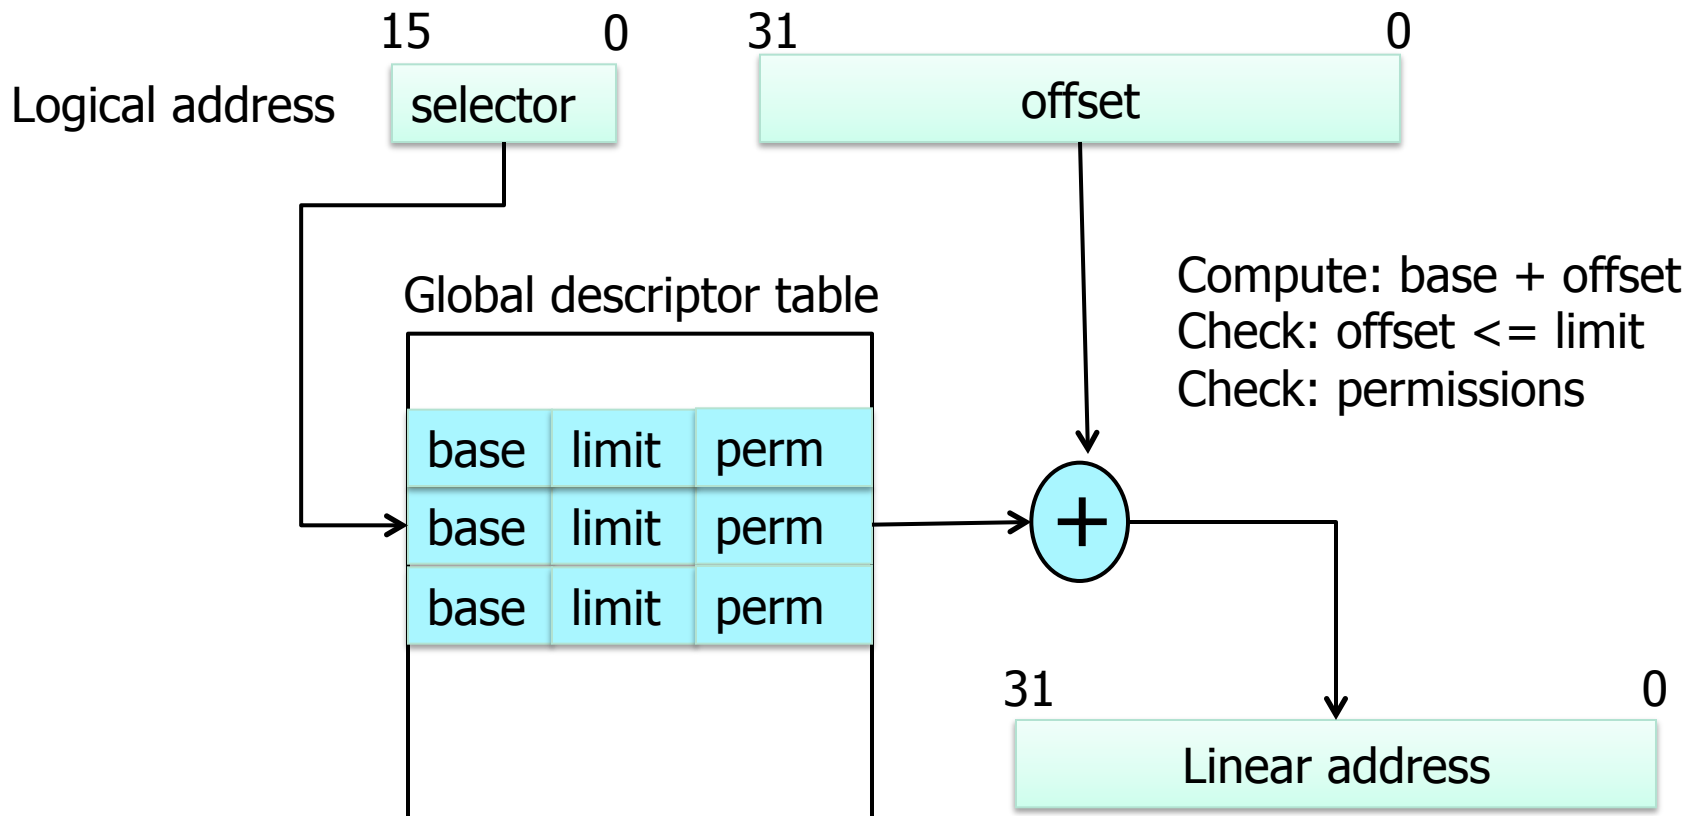 15 0 31 0
Logical address selector offset
Compute: base + offset
Global descriptor table
Check: offset <= limit
Check: permissions
base limit perm
base limit perm +
base limit perm
31 0
Linear address